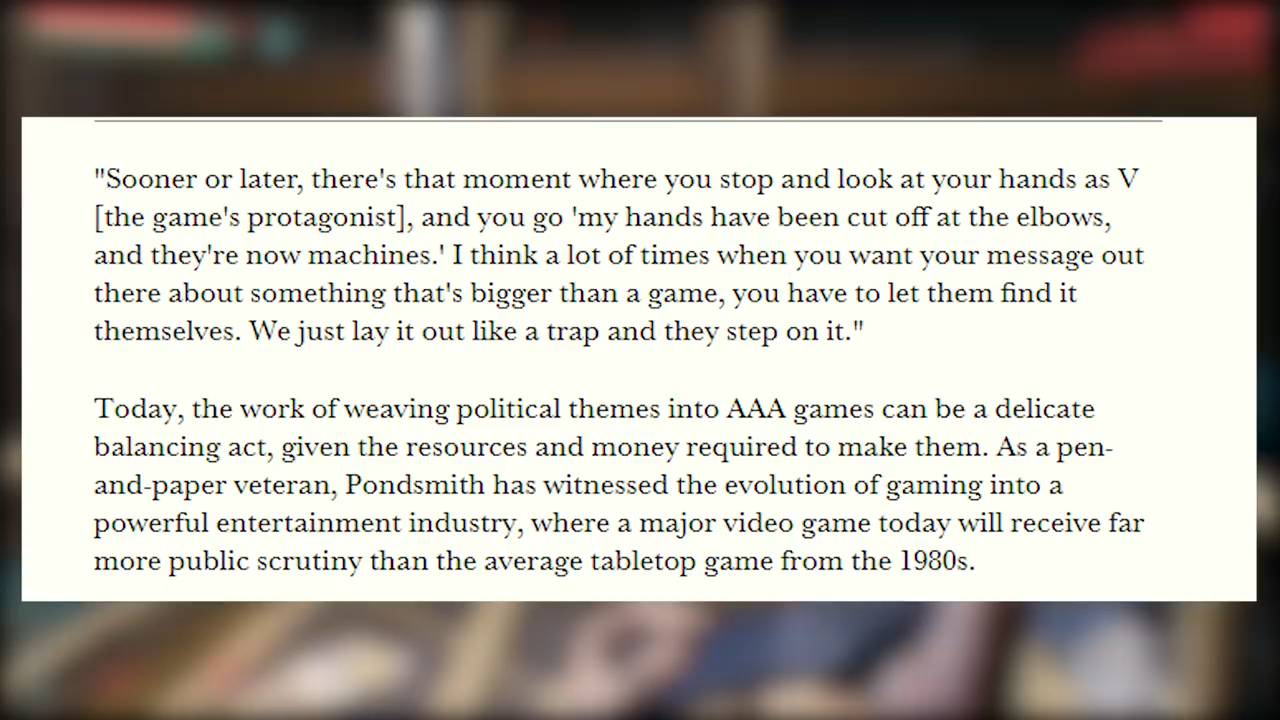 "Sooner or later, there's that moment where you stop and look at your hands as V
[the game's protagonist], and you go 'my hands have been cut off at the elbows,
and they're now machines.' I think a lot of times when you want your message out
there about something that's bigger than a game, you have to let them find it
themselves. We just lay it out like a trap and they step on it."
Today, the work of weaving political themes into AAA games can be a delicate
balancing act, given the resources and money required to make them. As a pen-
and-paper veteran, Pondsmith has witnessed the evolution of gaming into a
powerful entertainment industry, where a major video game today will receive far
more public scrutiny than the average tabletop game from the 1980s.